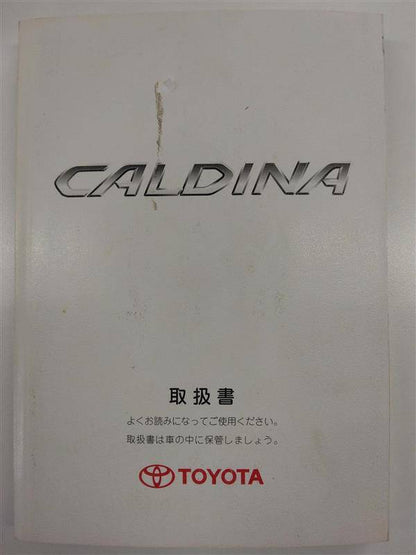 CALDINA
取扱書
よくお読みになってご使用ください。
取扱書は車の中に保管しましょう。
TOYOTA